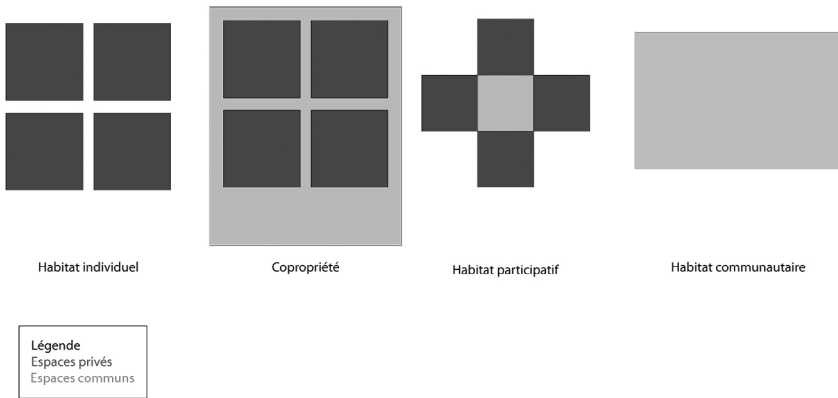 Habitat individuel
Copropriété
Habitat participatif
Habitat communautaire
Légende
Espaces privés
Espaces communs